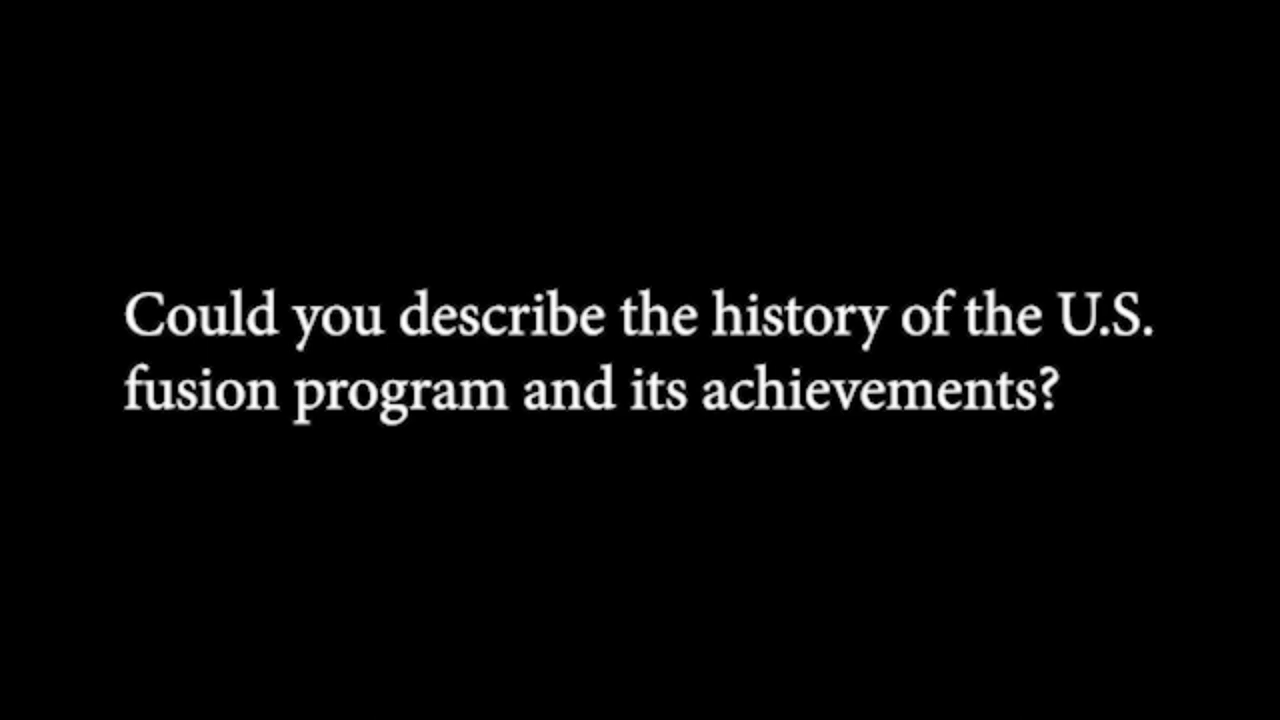 Could you describe the history of the U.S.
fusion program and its achievements?